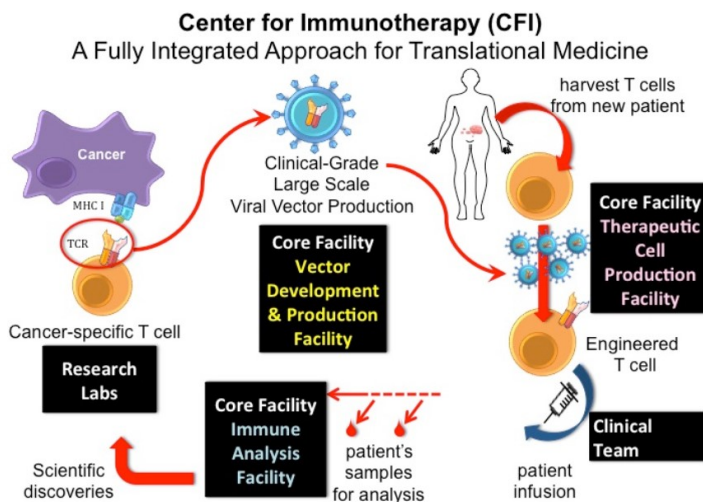 Center for Immunotherapy (CFI)
A Fully Integrated Approach for Translational Medicine
Cancer
MHC I
TCR
Cancer-specific T cell
Research
Labs
Clinical-Grade
Large Scale
Viral Vector Production
Core Facility
Vector
Development
& Production
Facility
harvest T cells
from new patient
Core Facility
Therapeutic
Cell
Production
Facility
Engineered
T cell
Clinical
Team
patient
infusion
patient's
samples
for analysis
Core Facility
Immune
Analysis
Facility
Scientific
discoveries